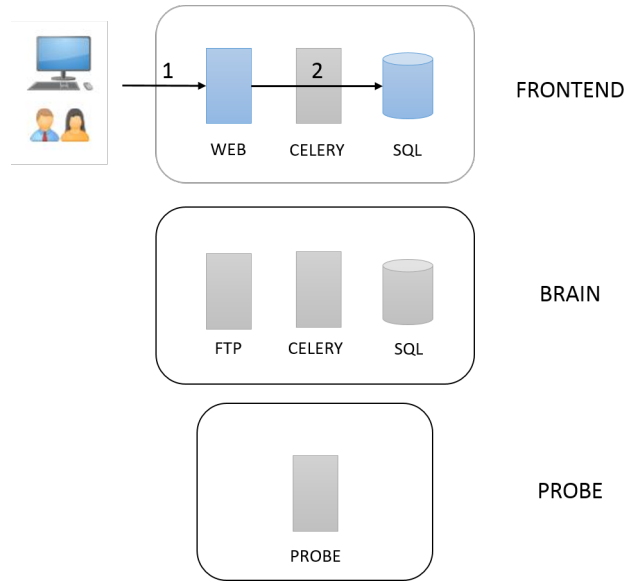 1
2
WEB
CELERY
SQL
FRONTEND
FTP
CELERY
SQL
BRAIN
PROBE
PROBE